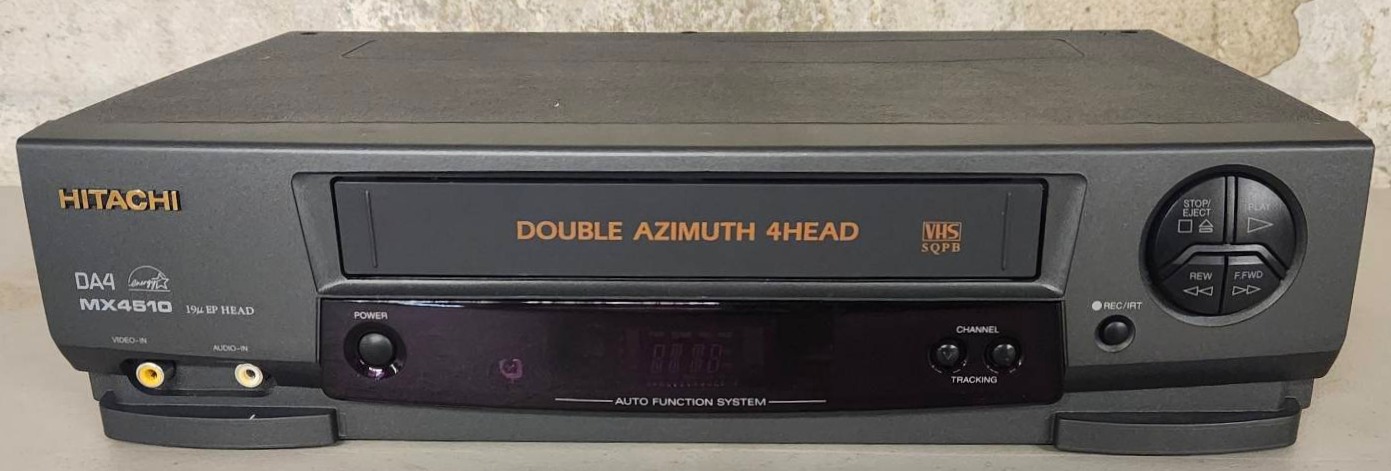 HITACHI
DA4
MX4510 19µ EP HEAD
VIDEO-IN
AUDIO-IN
DOUBLE AZIMUTH 4HEAD
VHS
SQPB
POWER
AUTO FUNCTION SYSTEM
CHANNEL
TRACKING
STOP/
EJECT
PLAY
REW
F.FWD
REC/IRT